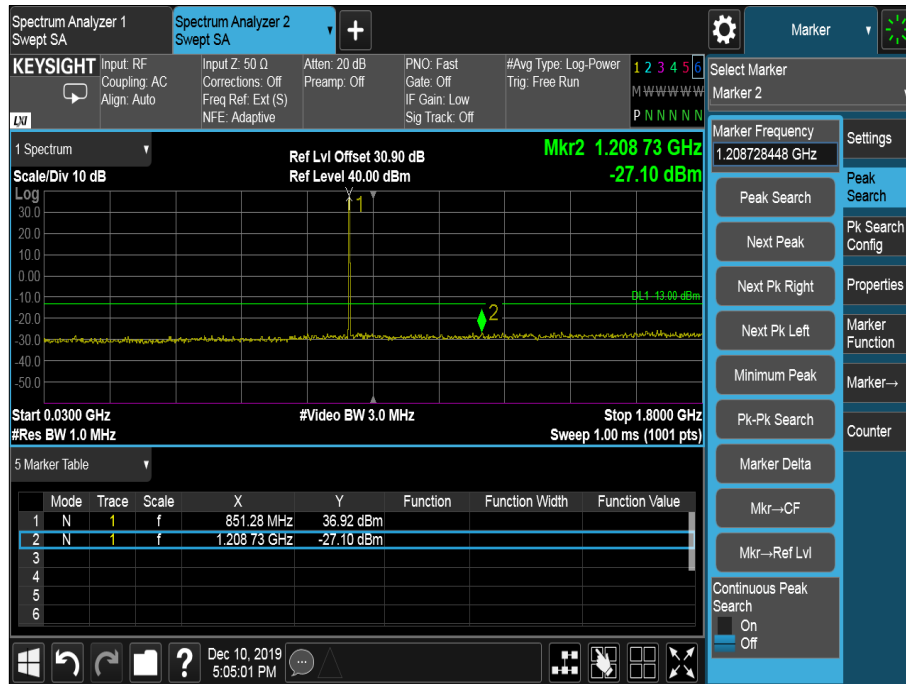 Spectrum Analyzer 1
Swept SA
Spectrum Analyzer 2
Swept SA
+
Marker
KEYSIGHT
LXI
Input: RF
Coupling: AC
Align: Auto
Input Z: 50 Ω
Corrections: Off
Freq Ref: Ext (S)
NFE: Adaptive
Atten: 20 dB
Preamp: Off
PNO: Fast
Gate: Off
IF Gain: Low
Sig Track: Off
#Avg Type: Log-Power
Trig: Free Run
1 2 3 4 5 6
M W W W W W
P N N N N N
Select Marker
Marker 2
1 Spectrum
Scale/Div 10 dB
Ref Lvl Offset 30.90 dB
Ref Level 40.00 dBm
Mkr2 1.208 73 GHz
-27.10 dBm
Log
30.0
20.0
10.0
0.00
-10.0
-20.0
-30.0
-40.0
-50.0
1
2
DL1 -13.00 dBm
Start 0.0300 GHz
#Res BW 1.0 MHz
#Video BW 3.0 MHz
Stop 1.8000 GHz
Sweep 1.00 ms (1001 pts)
5 Marker Table
Mode Trace Scale X Y Function Function Width Function Value
1 N 1 f 851.28 MHz 36.92 dBm
2 N 1 f 1.208 73 GHz -27.10 dBm
3
4
5
6
Marker Frequency
1.208728448 GHz
Peak Search
Next Peak
Next Pk Right
Next Pk Left
Minimum Peak
Pk-Pk Search
Marker Delta
Mkr→CF
Mkr→Ref Lvl
Continuous Peak
Search
On
Off
Settings
Peak
Search
Pk Search
Config
Properties
Marker
Function
Marker→
Counter
?
Dec 10, 2019
5:05:01 PM